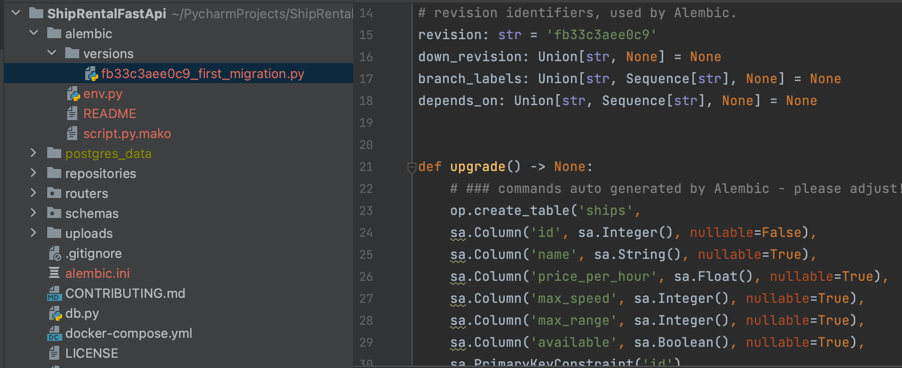 ShipRentalFastApi ~/PycharmProjects/ShipRental
alembic
versions
fb33c3aee0c9_first_migration.py
env.py
README
script.py.mako
postgres_data
repositories
routers
schemas
uploads
.gitignore
alembic.ini
CONTRIBUTING.md
db.py
docker-compose.yml
LICENSE
14 # revision identifiers, used by Alembic.
15 revision: str = 'fb33c3aee0c9'
16 down_revision: Union[str, None] = None
17 branch_labels: Union[str, Sequence[str], None] = None
18 depends_on: Union[str, Sequence[str], None] = None
19
20
21 def upgrade() -> None:
22 # ### commands auto generated by Alembic - please adjust!
23 op.create_table('ships',
24 sa.Column('id', sa.Integer(), nullable=False),
25 sa.Column('name', sa.String(), nullable=True),
26 sa.Column('price_per_hour', sa.Float(), nullable=True),
27 sa.Column('max_speed', sa.Integer(), nullable=True),
28 sa.Column('max_range', sa.Integer(), nullable=True),
29 sa.Column('available', sa.Boolean(), nullable=True),
30 sa.PrimaryKeyConstraint('id')